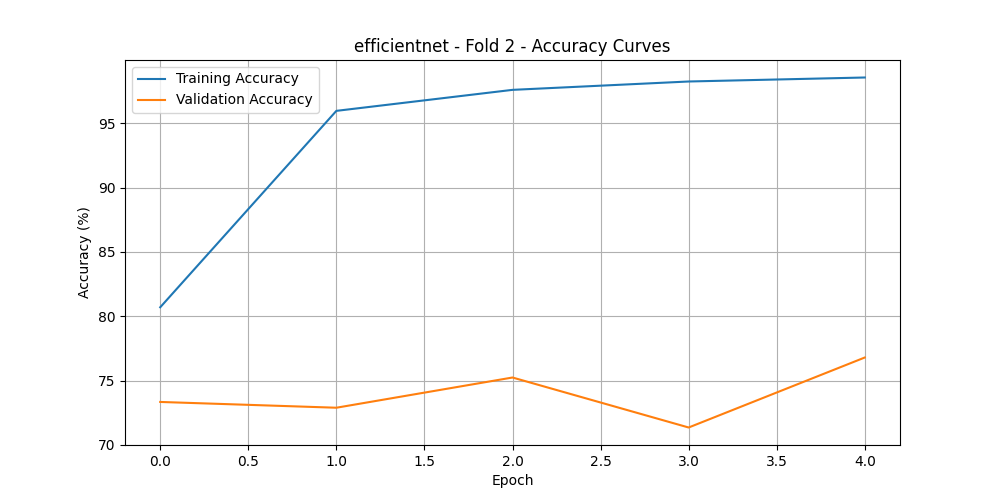 efficientnet - Fold 2 - Accuracy Curves
Training Accuracy
Validation Accuracy
Accuracy (%)
95
90
85
80
75
70
0.0 0.5 1.0 1.5 2.0 2.5 3.0 3.5 4.0
Epoch